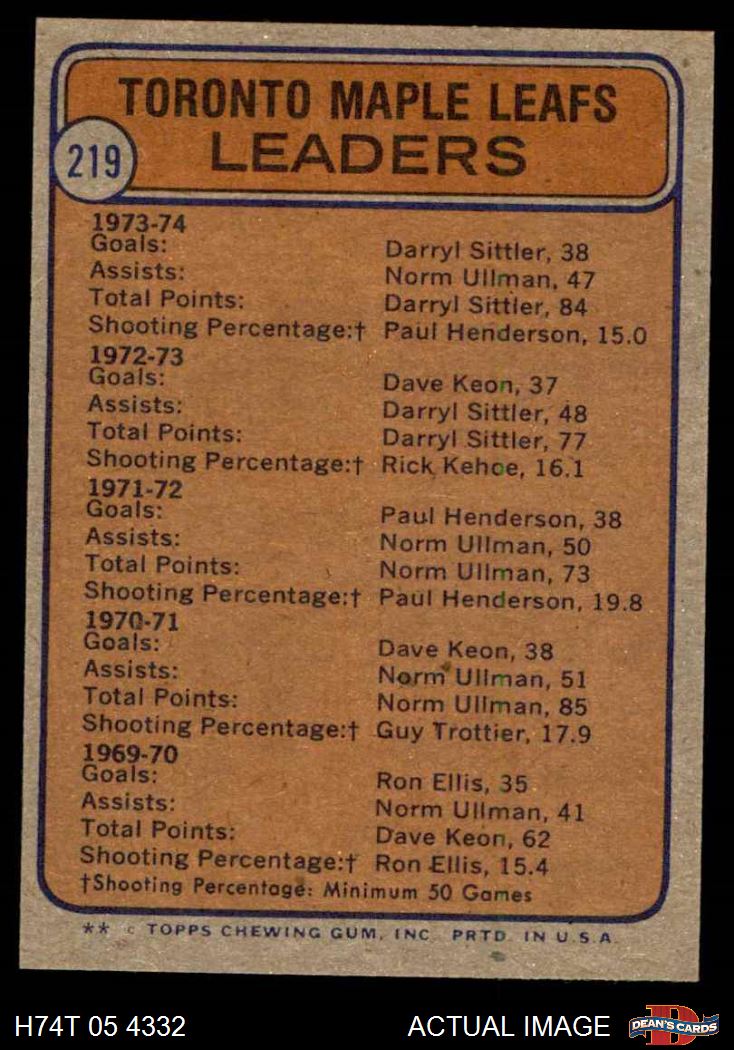 TORONTO MAPLE LEAFS
LEADERS
219
1973-74
Goals: Darryl Sittler, 38
Assists: Norm Ullman, 47
Total Points: Darryl Sittler, 84
Shooting Percentage:† Paul Henderson, 15.0
1972-73
Goals: Dave Keon, 37
Assists: Darryl Sittler, 48
Total Points: Darryl Sittler, 77
Shooting Percentage:† Rick Kehoe, 16.1
1971-72
Goals: Paul Henderson, 38
Assists: Norm Ullman, 50
Total Points: Norm Ullman, 73
Shooting Percentage:† Paul Henderson, 19.8
1970-71
Goals: Dave Keon, 38
Assists: Norm Ullman, 51
Total Points: Norm Ullman, 85
Shooting Percentage:† Guy Trottier, 17.9
1969-70
Goals: Ron Ellis, 35
Assists: Norm Ullman, 41
Total Points: Dave Keon, 62
Shooting Percentage:† Ron Ellis, 15.4
†Shooting Percentage: Minimum 50 Games
** © TOPPS CHEWING GUM, INC. PRTD. IN U.S.A.
H74T 05 4332 ACTUAL IMAGE
DEAN'S CARDS